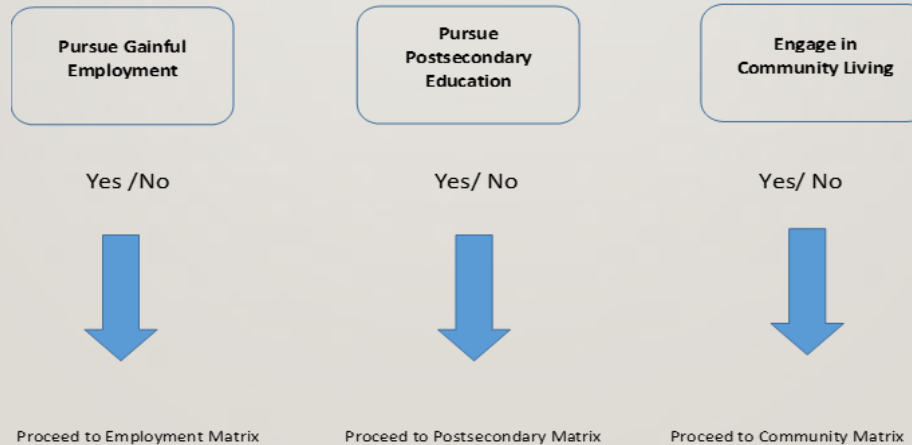 Pursue Gainful
Employment
Pursue
Postsecondary
Education
Engage in
Community Living
Yes /No
Yes/ No
Yes/ No
Proceed to Employment Matrix
Proceed to Postsecondary Matrix
Proceed to Community Matrix